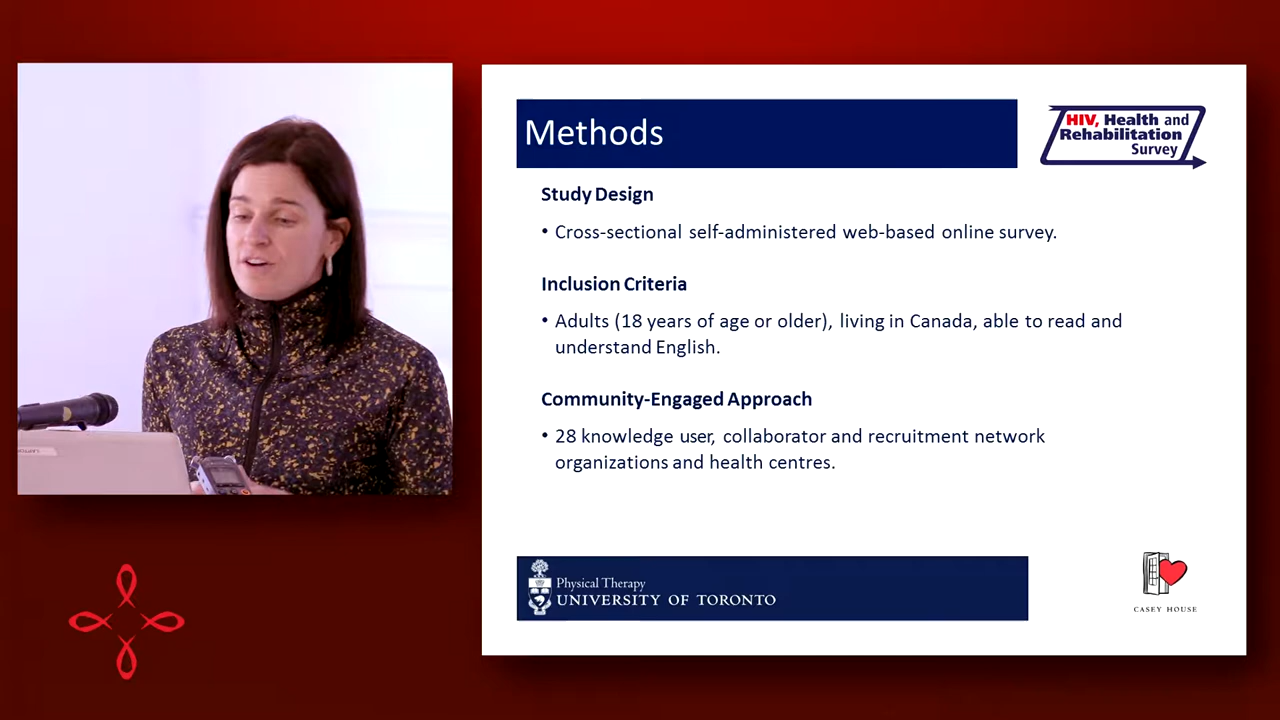 Methods
HIV, Health and
Rehabilitation
Survey
Study Design
• Cross-sectional self-administered web-based online survey.
Inclusion Criteria
• Adults (18 years of age or older), living in Canada, able to read and
understand English.
Community-Engaged Approach
• 28 knowledge user, collaborator and recruitment network
organizations and health centres.
Physical Therapy
UNIVERSITY OF TORONTO
CASEY HOUSE